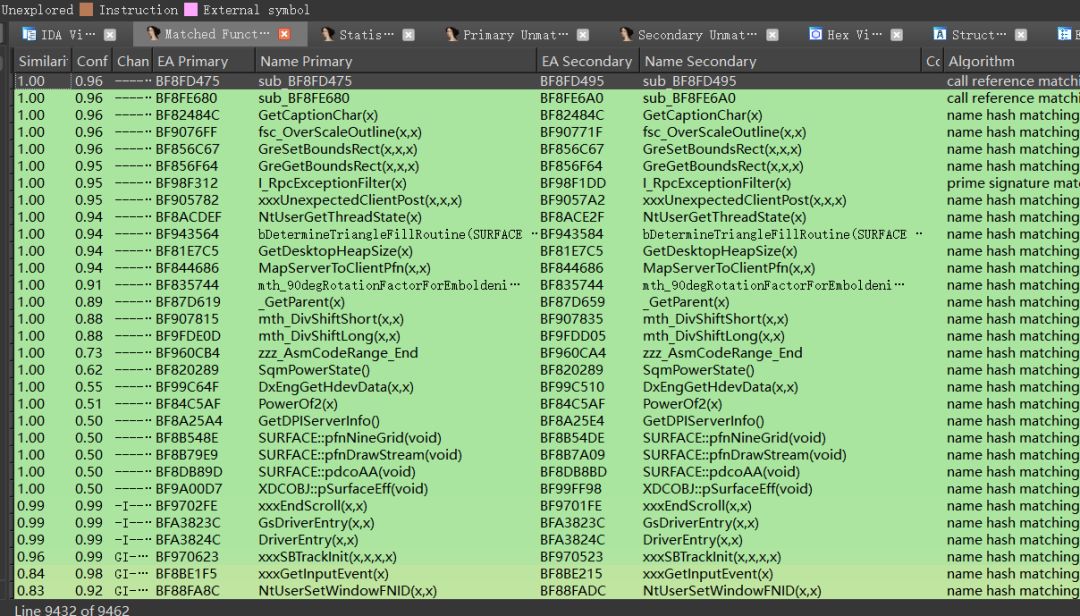 Unexplored Instruction External symbol
IDA Vi··· Matched Funct··· Statis··· Primary Unmat··· Secondary Unmat··· Hex Vi··· Struct···
Similari Conf Chan EA Primary Name Primary EA Secondary Name Secondary Cc Algorithm
1.00 0.96 ----·· BF8FD475 sub_BF8FD475 BF8FD495 sub_BF8FD495 call reference matchi
1.00 0.96 ----·· BF8FE680 sub_BF8FE680 BF8FE6A0 sub_BF8FE6A0 call reference matchi
1.00 0.96 ----·· BF82484C GetCaptionChar(x) BF82484C GetCaptionChar(x) name hash matching
1.00 0.96 ----·· BF9076FF fsc_OverScaleOutline(x,x) BF90771F fsc_OverScaleOutline(x,x) name hash matching
1.00 0.95 ----·· BF856C67 GreSetBoundsRect(x,x,x) BF856C67 GreSetBoundsRect(x,x,x) name hash matching
1.00 0.95 ----·· BF856F64 GreGetBoundsRect(x,x,x) BF856F64 GreGetBoundsRect(x,x,x) name hash matching
1.00 0.95 ----·· BF98F312 I_RpcExceptionFilter(x) BF98F1DD I_RpcExceptionFilter(x) prime signature mat
1.00 0.95 ----·· BF905782 xxxUnexpectedClientPost(x,x,x) BF9057A2 xxxUnexpectedClientPost(x,x,x) name hash matching
1.00 0.94 ----·· BF8ACDEF NtUserGetThreadState(x) BF8ACE2F NtUserGetThreadState(x) name hash matching
1.00 0.94 ----·· BF943564 bDetermineTriangleFillRoutine(SURFACE ··· BF943584 bDetermineTriangleFillRoutine(SURFACE ··· name hash matching
1.00 0.94 ----·· BF81E7C5 GetDesktopHeapSize(x) BF81E7C5 GetDesktopHeapSize(x) name hash matching
1.00 0.94 ----·· BF844686 MapServerToClientPfn(x,x) BF844686 MapServerToClientPfn(x,x) name hash matching
1.00 0.91 ----·· BF835744 mth_90degRotationFactorForEmboldeni··· BF835744 mth_90degRotationFactorForEmboldeni··· name hash matching
1.00 0.89 ----·· BF87D619 _GetParent(x) BF87D659 _GetParent(x) name hash matching
1.00 0.88 ----·· BF907815 mth_DivShiftShort(x,x) BF907835 mth_DivShiftShort(x,x) name hash matching
1.00 0.88 ----·· BF9FDE0D mth_DivShiftLong(x,x) BF9FDD05 mth_DivShiftLong(x,x) name hash matching
1.00 0.73 ----·· BF960CB4 zzz_AsmCodeRange_End BF960CA4 zzz_AsmCodeRange_End name hash matching
1.00 0.62 ----·· BF820289 SqmPowerState() BF820289 SqmPowerState() name hash matching
1.00 0.55 ----·· BF99C64F DxEngGetHdevData(x,x) BF99C510 DxEngGetHdevData(x,x) name hash matching
1.00 0.51 ----·· BF84C5AF PowerOf2(x) BF84C5AF PowerOf2(x) name hash matching
1.00 0.50 ----·· BF8A25A4 GetDPIServerInfo() BF8A25E4 GetDPIServerInfo() name hash matching
1.00 0.50 ----·· BF8B548E SURFACE::pfnNineGrid(void) BF8B54DE SURFACE::pfnNineGrid(void) name hash matching
1.00 0.50 ----·· BF8B79E9 SURFACE::pfnDrawStream(void) BF8B7A09 SURFACE::pfnDrawStream(void) name hash matching
1.00 0.50 ----·· BF8DB89D SURFACE::pdcoAA(void) BF8DB8BD SURFACE::pdcoAA(void) name hash matching
1.00 0.50 ----·· BF9A00D7 XDCOBJ::pSurfaceEff(void) BF99FF98 XDCOBJ::pSurfaceEff(void) name hash matching
0.99 0.99 -I--·· BF9702FE xxxEndScroll(x,x) BF9701FE xxxEndScroll(x,x) name hash matching
0.99 0.99 -I--·· BFA3823C GsDriverEntry(x,x) BFA3823C GsDriverEntry(x,x) name hash matching
0.99 0.99 -I--·· BFA3824C DriverEntry(x,x) BFA3824C DriverEntry(x,x) name hash matching
0.96 0.99 GI-··· BF970623 xxxSBTrackInit(x,x,x,x) BF970523 xxxSBTrackInit(x,x,x,x) name hash matching
0.84 0.98 GI-··· BF8BE1F5 xxxGetInputEvent(x) BF8BE215 xxxGetInputEvent(x) name hash matching
0.83 0.92 GI-··· BF88FA8C NtUserSetWindowFNID(x,x) BF88FADC NtUserSetWindowFNID(x,x) name hash matching
Line 9432 of 9462